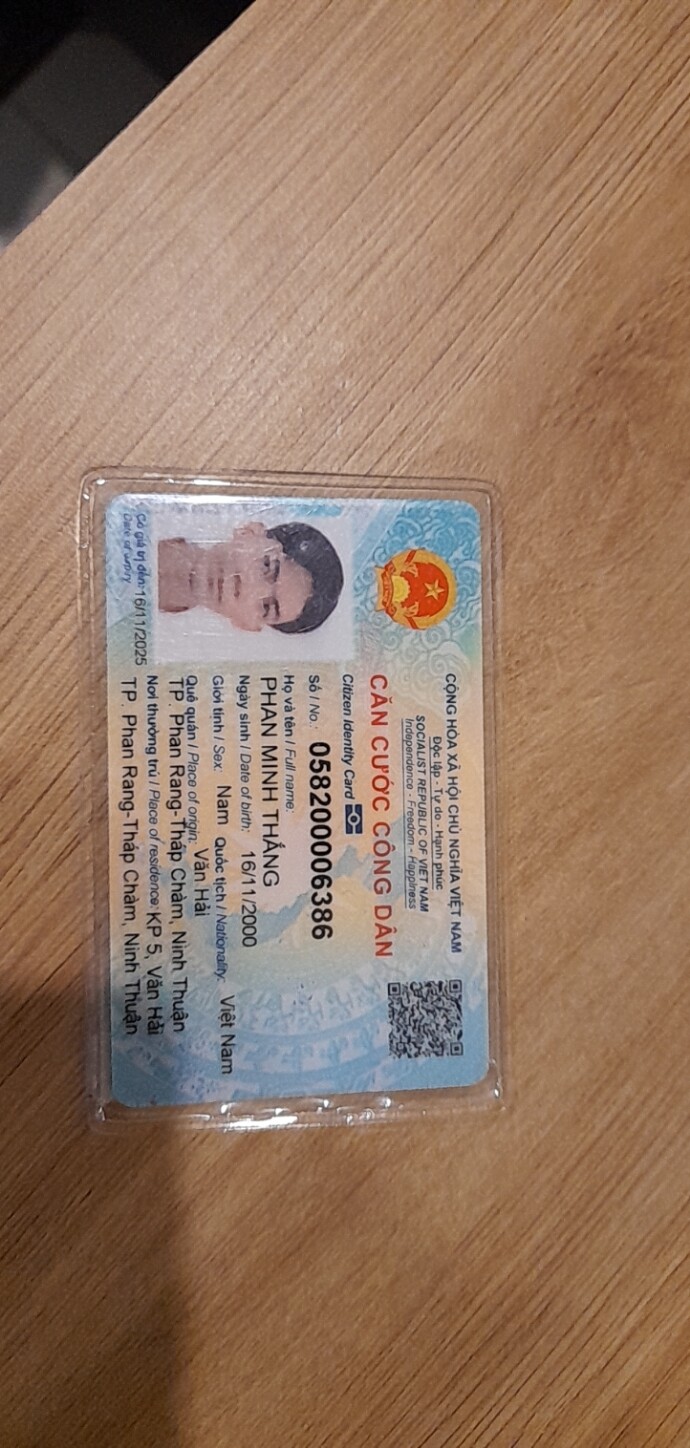 CỘNG HÒA XÃ HỘI CHỦ NGHĨA VIỆT NAM
Độc lập - Tự do - Hạnh phúc
SOCIALIST REPUBLIC OF VIET NAM
Independence - Freedom - Happiness
CĂN CƯỚC CÔNG DÂN
Citizen Identity Card
Số / No.: 058200006386
Họ và tên / Full name:
PHAN MINH THẮNG
Ngày sinh / Date of birth: 16/11/2000
Giới tính / Sex: Nam Quốc tịch / Nationality: Việt Nam
Quê quán / Place of origin: Văn Hải
TP. Phan Rang-Tháp Chàm, Ninh Thuận
Nơi thường trú / Place of residence: KP 5, Văn Hải
TP. Phan Rang-Tháp Chàm, Ninh Thuận
Có giá trị đến: 16/11/2025
Date of expiry